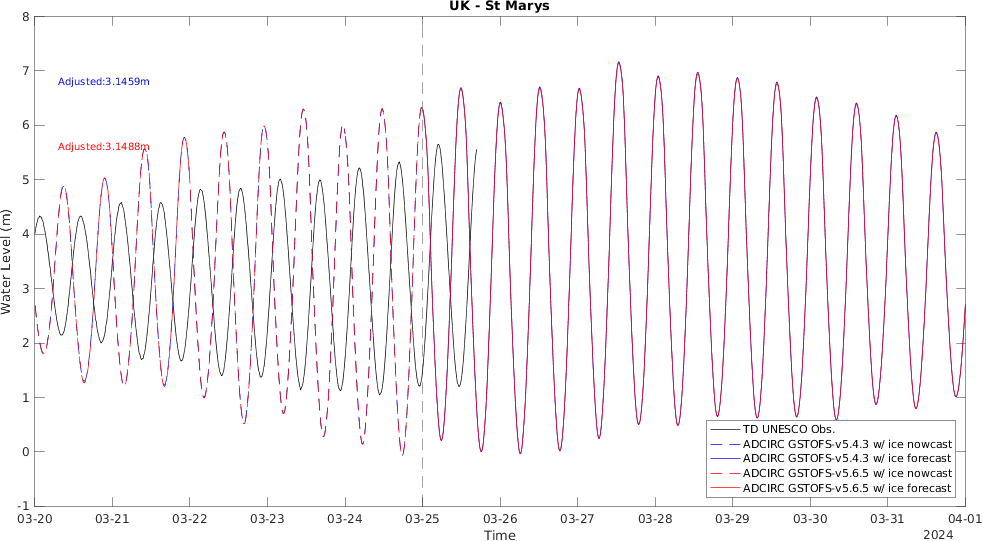 UK - St Marys
8
7
6
5
4
3
2
1
0
-1
Water Level (m)
Adjusted:3.1459m
Adjusted:3.1488m
TD UNESCO Obs.
ADCIRC GSTOFS-v5.4.3 w/ ice nowcast
ADCIRC GSTOFS-v5.4.3 w/ ice forecast
ADCIRC GSTOFS-v5.6.5 w/ ice nowcast
ADCIRC GSTOFS-v5.6.5 w/ ice forecast
03-20 03-21 03-22 03-23 03-24 03-25 03-26 03-27 03-28 03-29 03-30 03-31 04-01
Time
2024